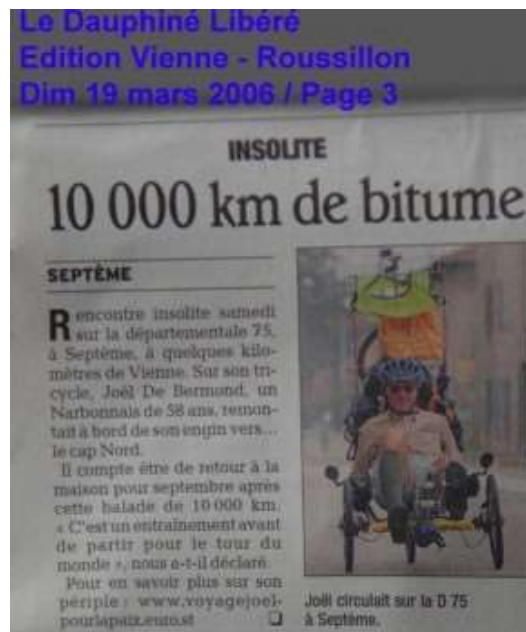 Le Dauphiné Libéré
Edition Vienne - Roussillon
Dim 19 mars 2006 / Page 3
INSOLITE
10 000 km de bitume
SEPTÈME
Rencontre insolite samedi
sur la départementale 75,
à Septème, à quelques kilo-
mètres de Vienne. Sur son tri-
cycle, Joël De Bermond, un
Narbonnais de 58 ans, remon-
tait à bord de son engin vers...
le cap Nord.
Il compte être de retour à la
maison pour septembre après
cette balade de 10 000 km.
« C'est un entraînement avant
de partir pour le tour du
monde », nous a-t-il déclaré.
Pour en savoir plus sur son
périple : www.voyagejoel-
pourlapaix.euro.st
Joël circulait sur la D 75
à Septème.